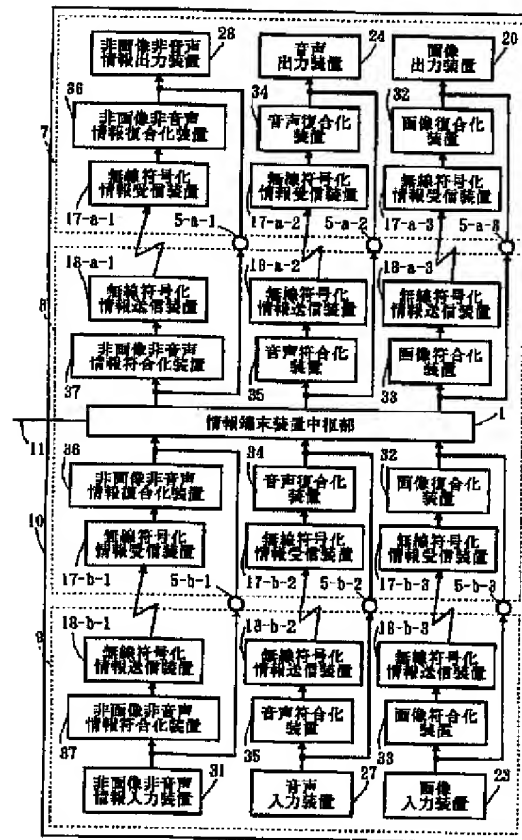 28
24
20
非画像非音声
情報出力装置
音声
出力装置
画像
出力装置
36
34
32
7
非画像非音声
情報復合化装置
音声復合化
装置
画像復合化
装置
無線符号化
情報受信装置
無線符号化
情報受信装置
無線符号化
情報受信装置
17-a-1
5-a-1
17-a-2
5-a-2
17-a-3
5-a-3
18-a-1
18-a-2
18-a-3
8
無線符号化
情報送信装置
無線符号化
情報送信装置
無線符号化
情報送信装置
非画像非音声
情報符合化装置
音声符合化
装置
画像符合化
装置
37
35
33
1
情報端末装置中枢部
11
36
34
32
非画像非音声
情報復合化装置
音声復合化
装置
画像復合化
装置
10
無線符号化
情報受信装置
無線符号化
情報受信装置
無線符号化
情報受信装置
17-b-1
5-b-1
17-b-2
5-b-2
17-b-3
5-b-3
18-b-1
18-b-2
18-b-3
9
無線符号化
情報送信装置
無線符号化
情報送信装置
無線符号化
情報送信装置
非画像非音声
情報符合化装置
音声符合化
装置
画像符合化
装置
37
35
33
非画像非音声
情報入力装置
音声
入力装置
画像
入力装置
31
27
23